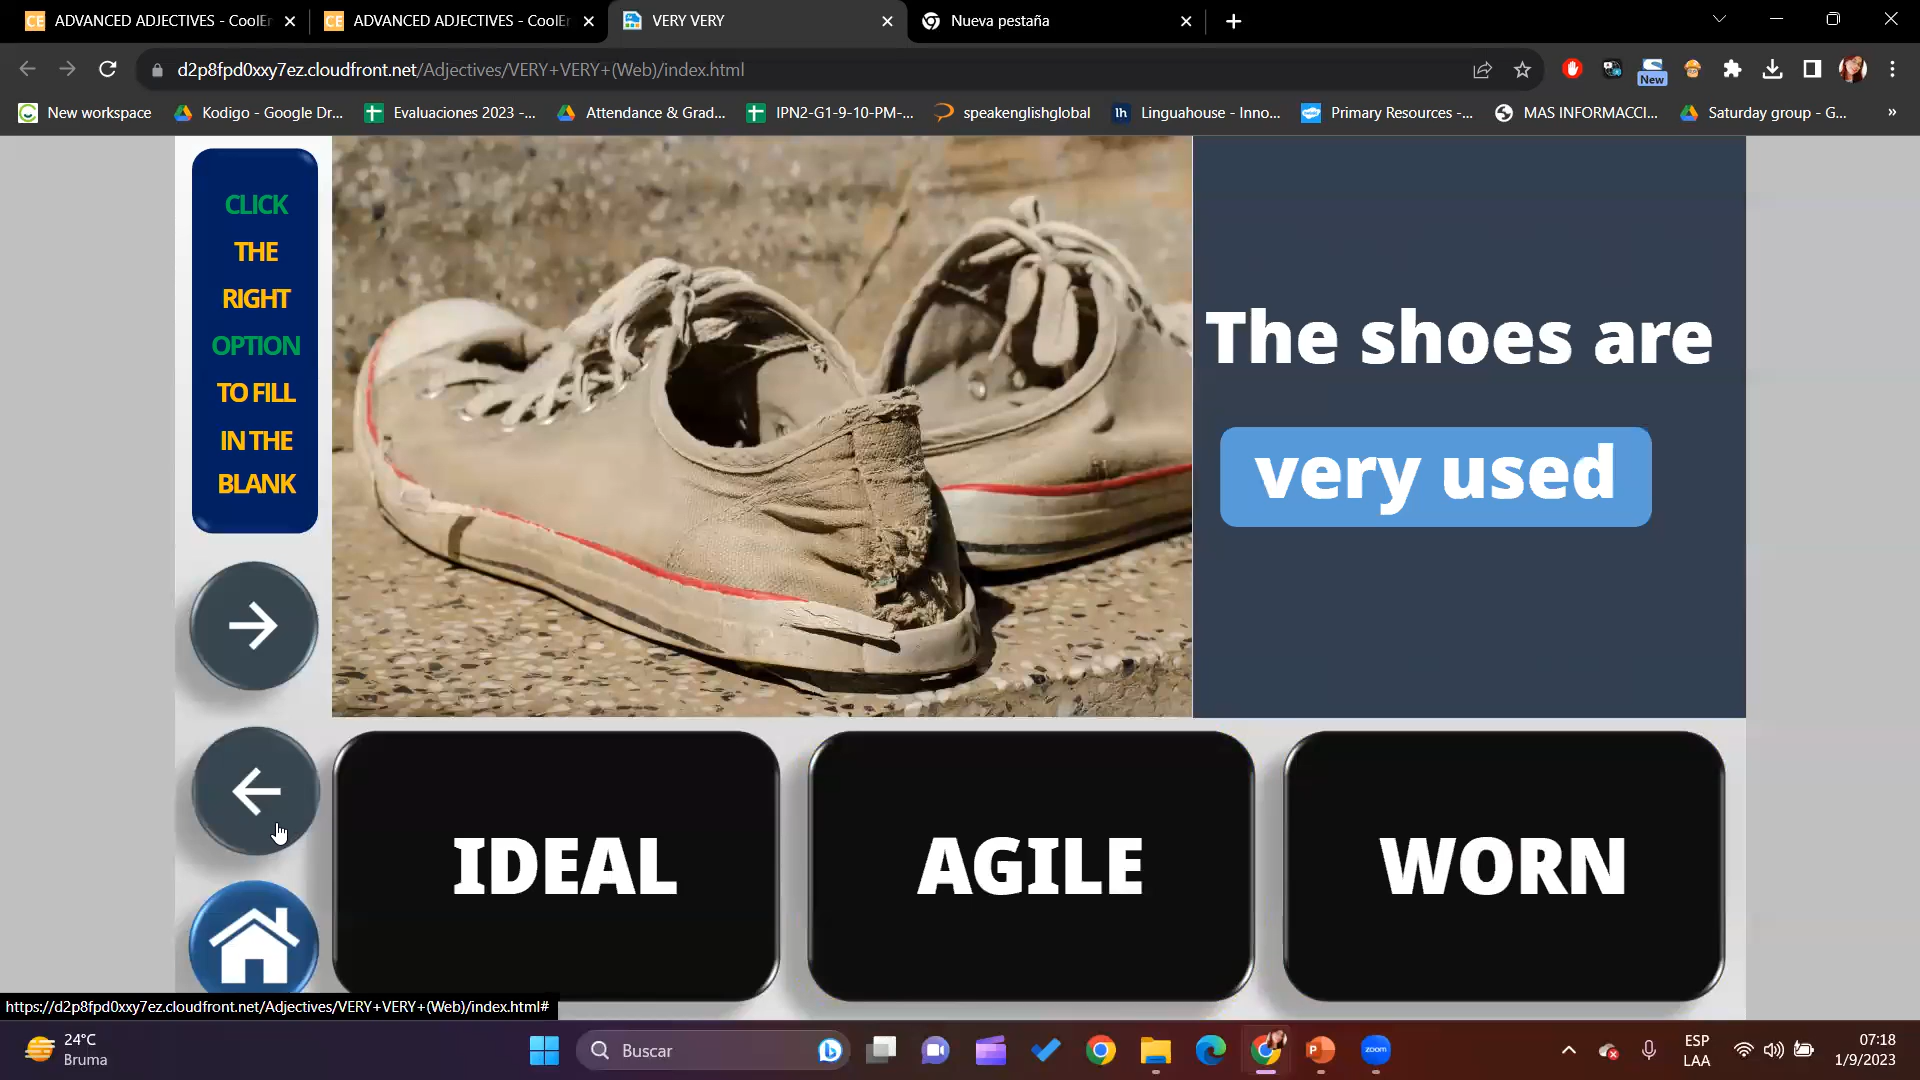 ADVANCED ADJECTIVES - CoolEn
ADVANCED ADJECTIVES - CoolEn
VERY VERY
Nueva pestaña
d2p8fpd0xxy7ez.cloudfront.net/Adjectives/VERY+VERY+(Web)/index.html
New
New workspace
Kodigo - Google Dr...
Evaluaciones 2023 -...
Attendance & Grad...
IPN2-G1-9-10-PM-...
speakenglishglobal
lh
Linguahouse - Inno...
Primary Resources -...
MAS INFORMACCI...
Saturday group - G...
»
CLICK
THE
RIGHT
OPTION
TO FILL
IN THE
BLANK
The shoes are
very used
IDEAL
AGILE
WORN
https://d2p8fpd0xxy7ez.cloudfront.net/Adjectives/VERY+VERY+(Web)/index.html#
24°C
Bruma
Buscar
zoom
ESP
LAA
07:18
1/9/2023